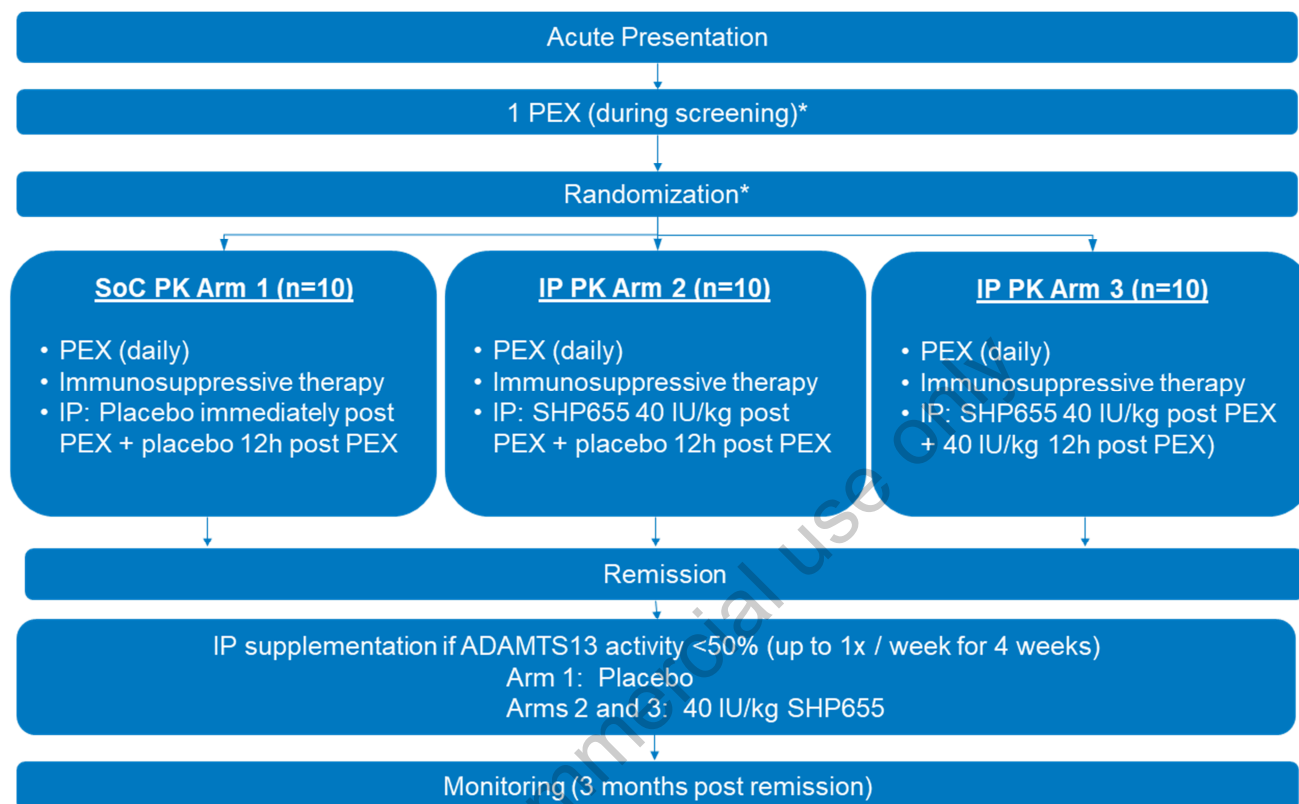 Acute Presentation
1 PEX (during screening)*
Randomization*
SoC PK Arm 1 (n=10)
• PEX (daily)
• Immunosuppressive therapy
• IP: Placebo immediately post
PEX + placebo 12h post PEX
IP PK Arm 2 (n=10)
• PEX (daily)
• Immunosuppressive therapy
• IP: SHP655 40 IU/kg post
PEX + placebo 12h post PEX
IP PK Arm 3 (n=10)
• PEX (daily)
• Immunosuppressive therapy
• IP: SHP655 40 IU/kg post PEX
+ 40 IU/kg 12h post PEX)
Remission
IP supplementation if ADAMTS13 activity <50% (up to 1x / week for 4 weeks)
Arm 1: Placebo
Arms 2 and 3: 40 IU/kg SHP655
Monitoring (3 months post remission)
mmercial use only